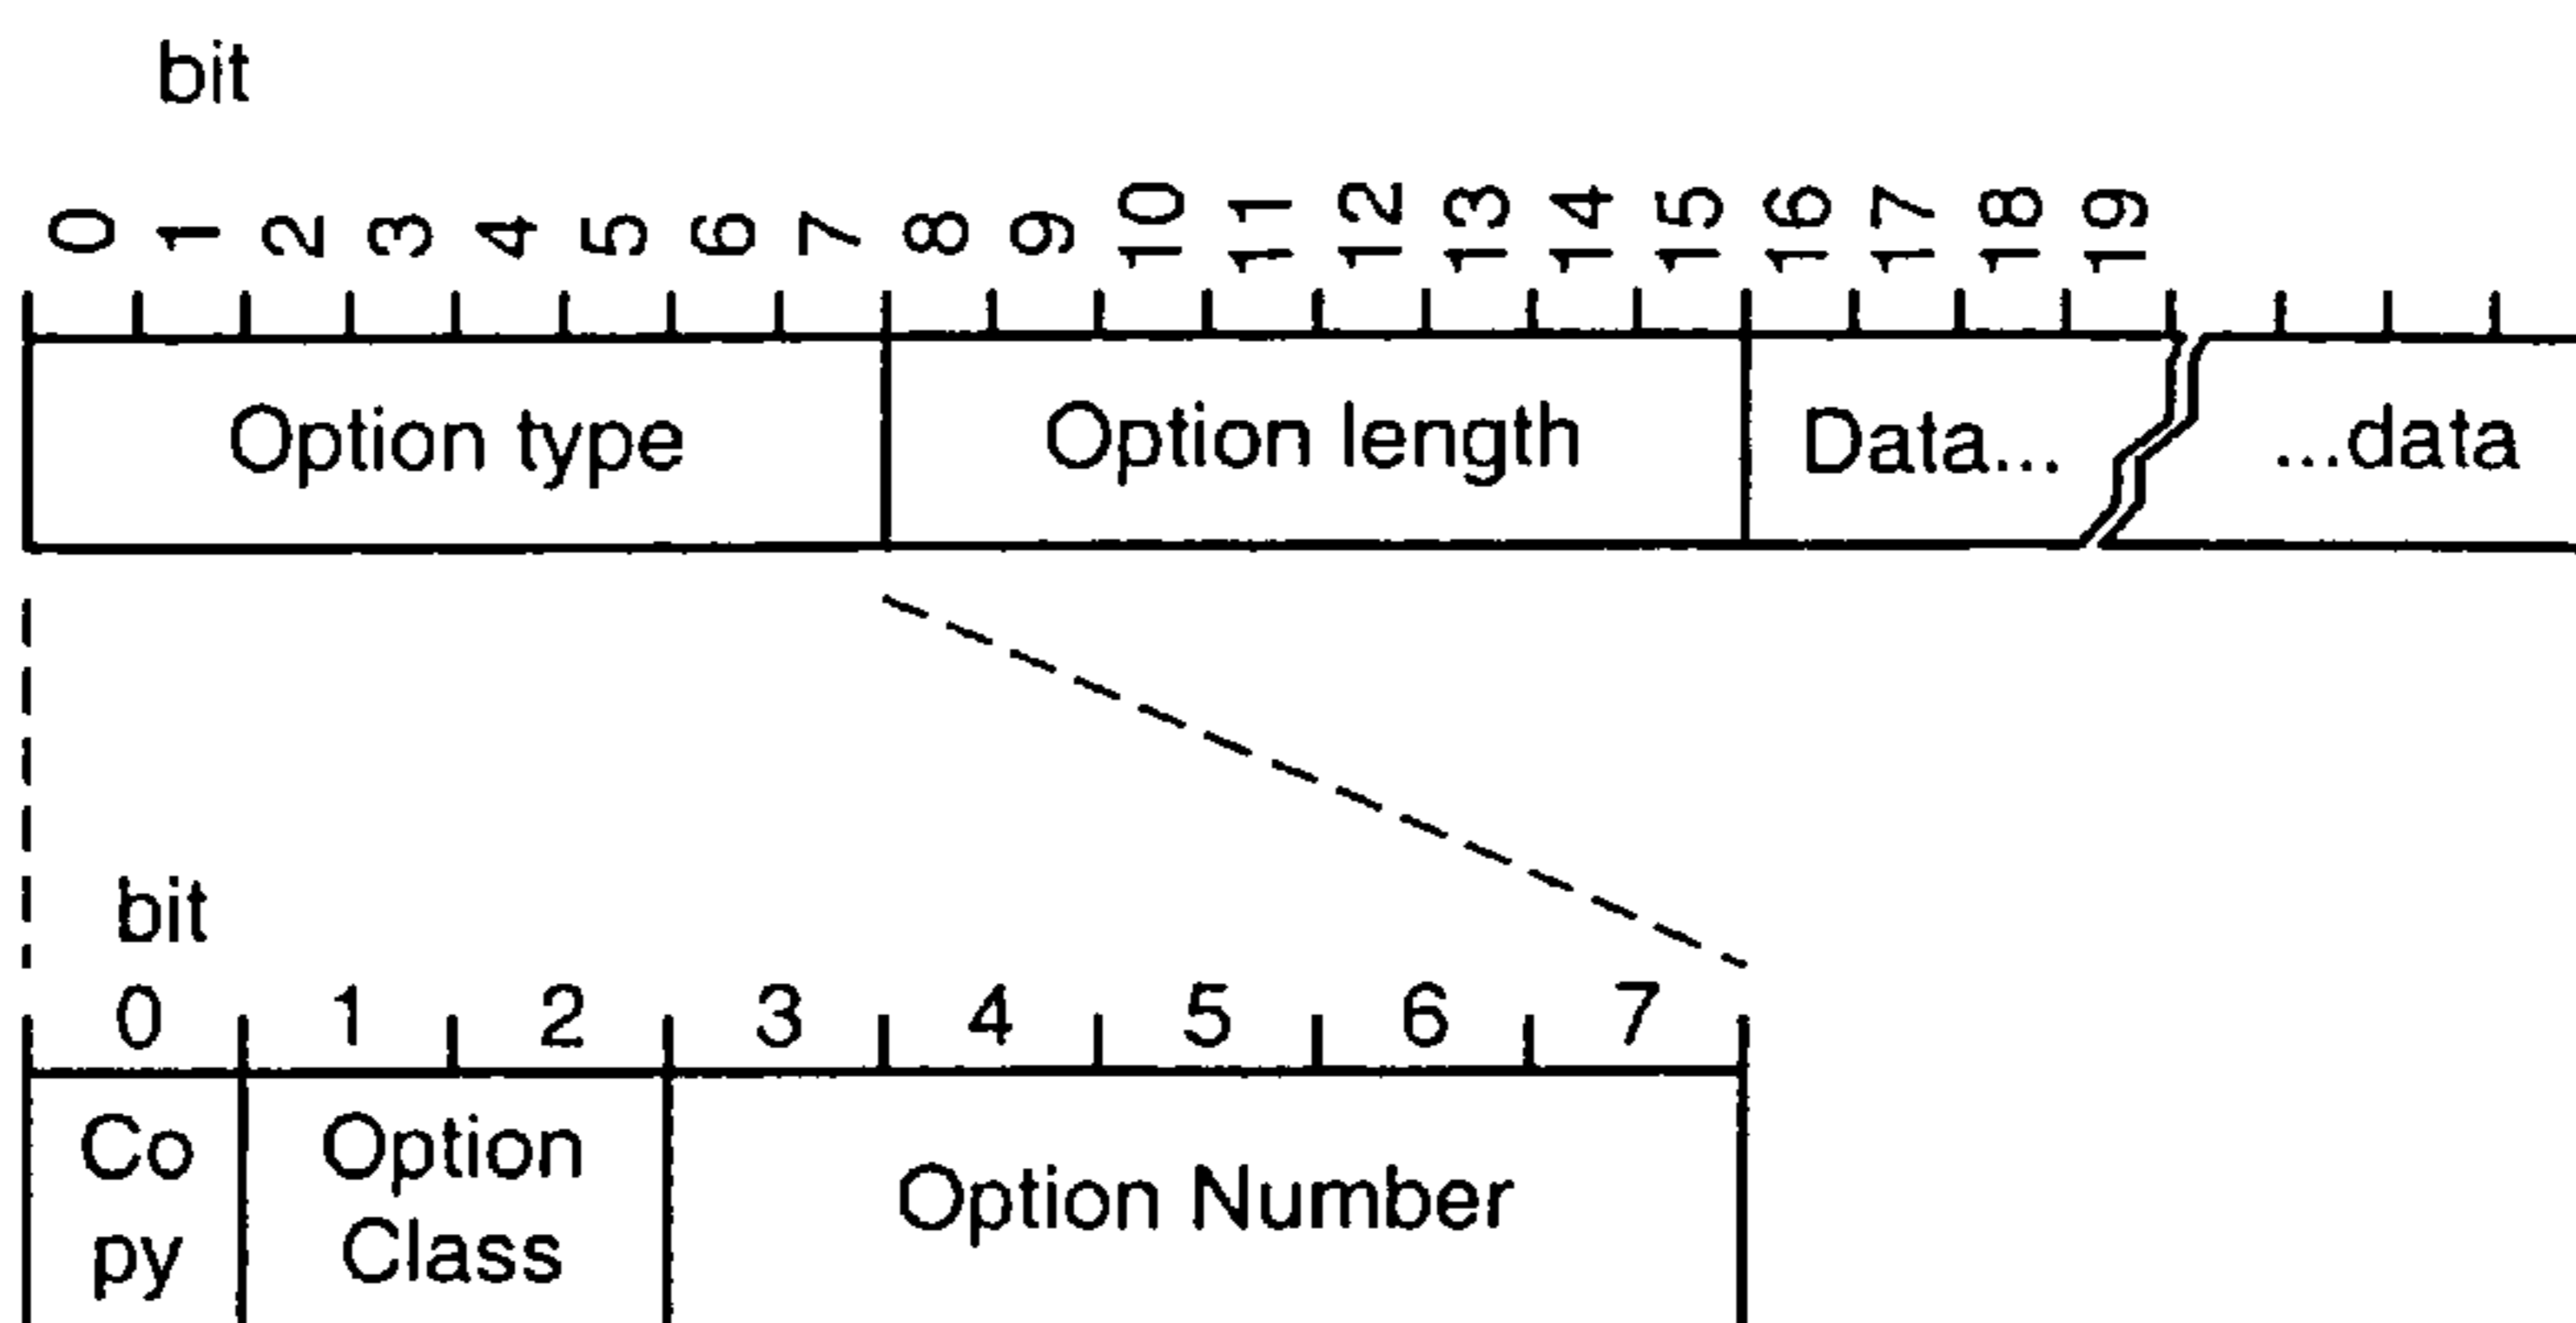 bit
0 1 2 3 4 5 6 7 8 9 10 11 12 13 14 15 16 17 18 19
Option type Option length Data... ...data
bit
0 1 2 3 4 5 6 7
Co Option
py Class Option Number